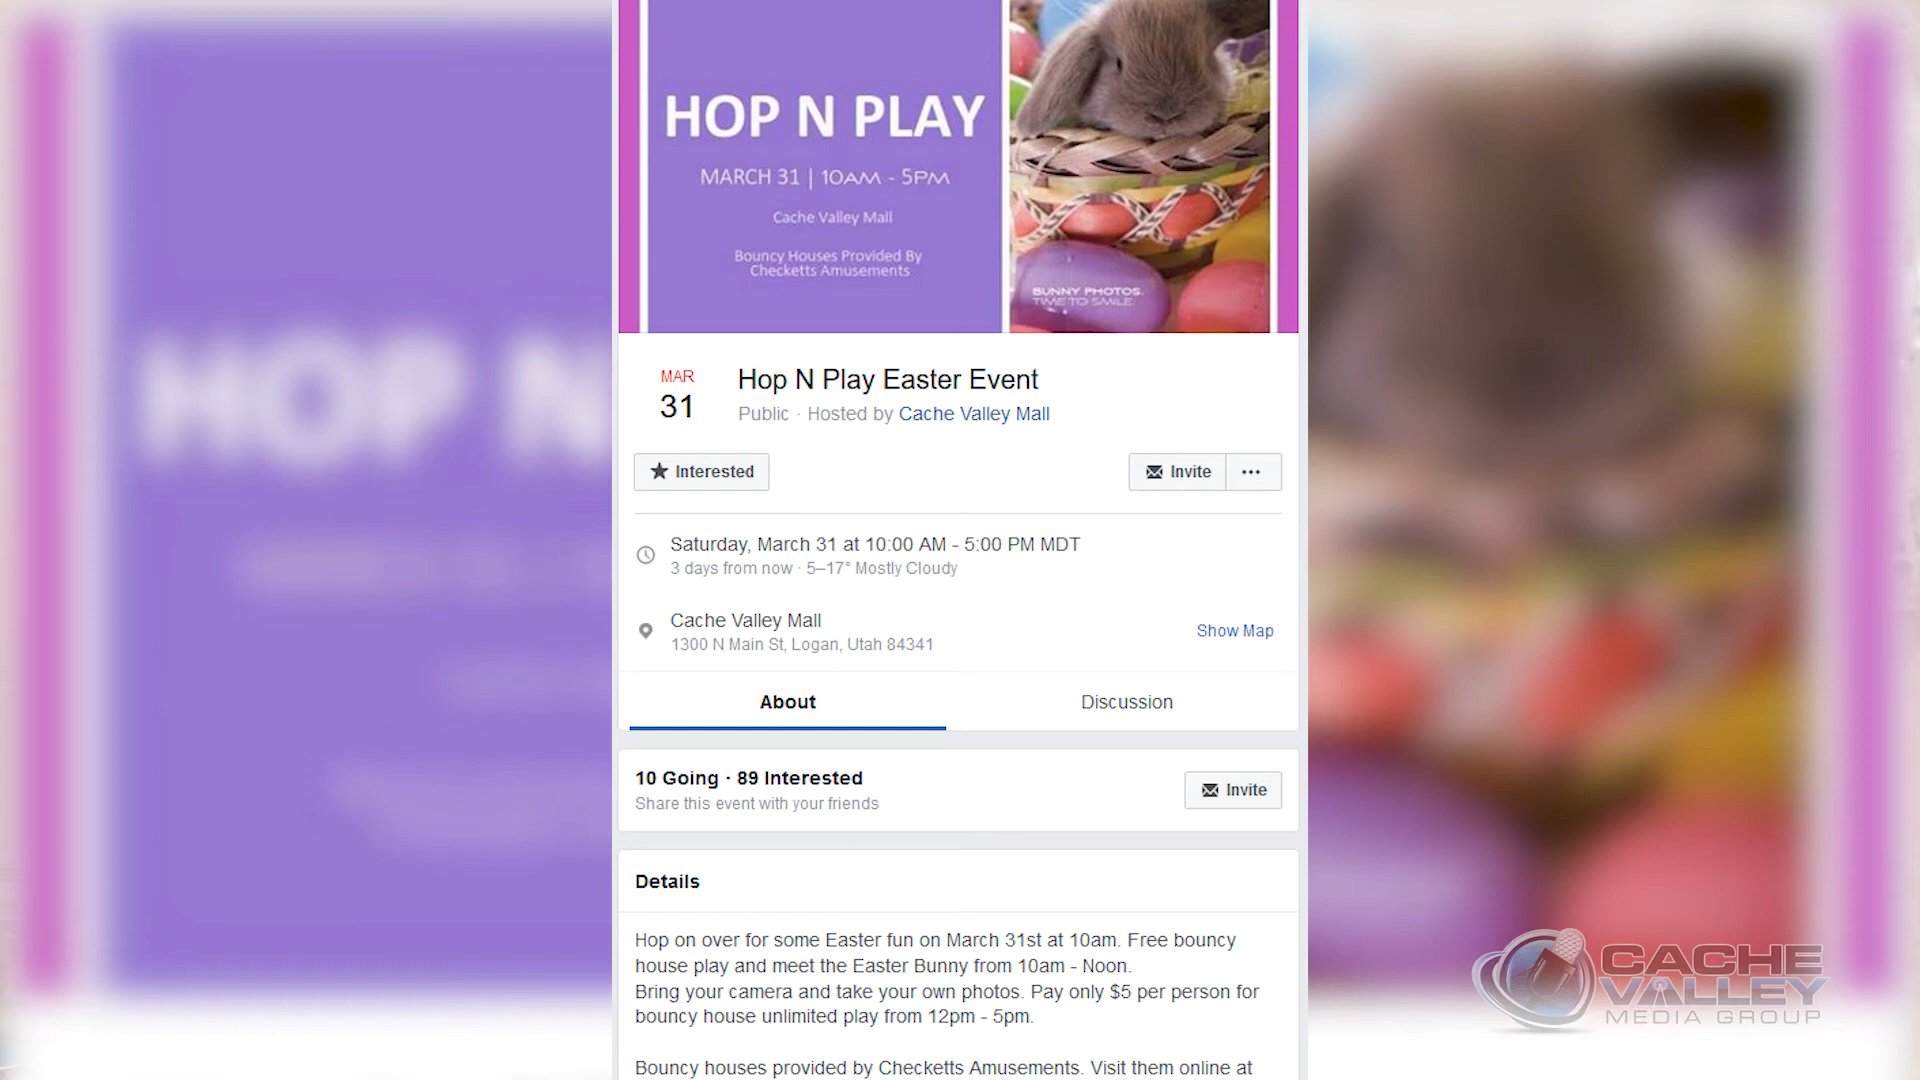 HOP N PLAY
MARCH 31 | 10AM - 5PM
Cache Valley Mall
Bouncy Houses Provided By
Checketts Amusements
BUNNY PHOTOS.
TIME TO SMILE.
MAR
31
Hop N Play Easter Event
Public · Hosted by Cache Valley Mall
Interested
Invite
Saturday, March 31 at 10:00 AM - 5:00 PM MDT
3 days from now · 5–17° Mostly Cloudy
Cache Valley Mall
1300 N Main St, Logan, Utah 84341
Show Map
About
Discussion
10 Going · 89 Interested
Share this event with your friends
Invite
Details
Hop on over for some Easter fun on March 31st at 10am. Free bouncy
house play and meet the Easter Bunny from 10am - Noon.
Bring your camera and take your own photos. Pay only $5 per person for
bouncy house unlimited play from 12pm - 5pm.
Bouncy houses provided by Checketts Amusements. Visit them online at
HOP N
CACHE
VALLEY
MEDIA GROUP